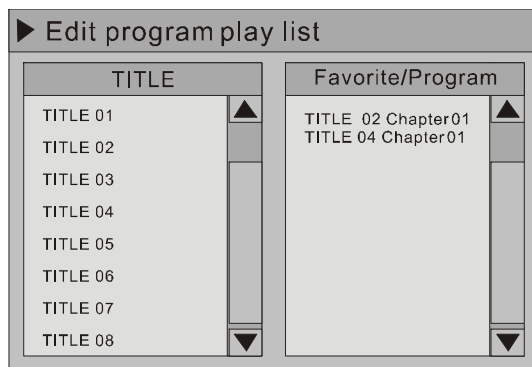 Edit program play list
TITLE
TITLE 01
TITLE 02
TITLE 03
TITLE 04
TITLE 05
TITLE 06
TITLE 07
TITLE 08
Favorite/Program
TITLE 02 Chapter01
TITLE 04 Chapter01